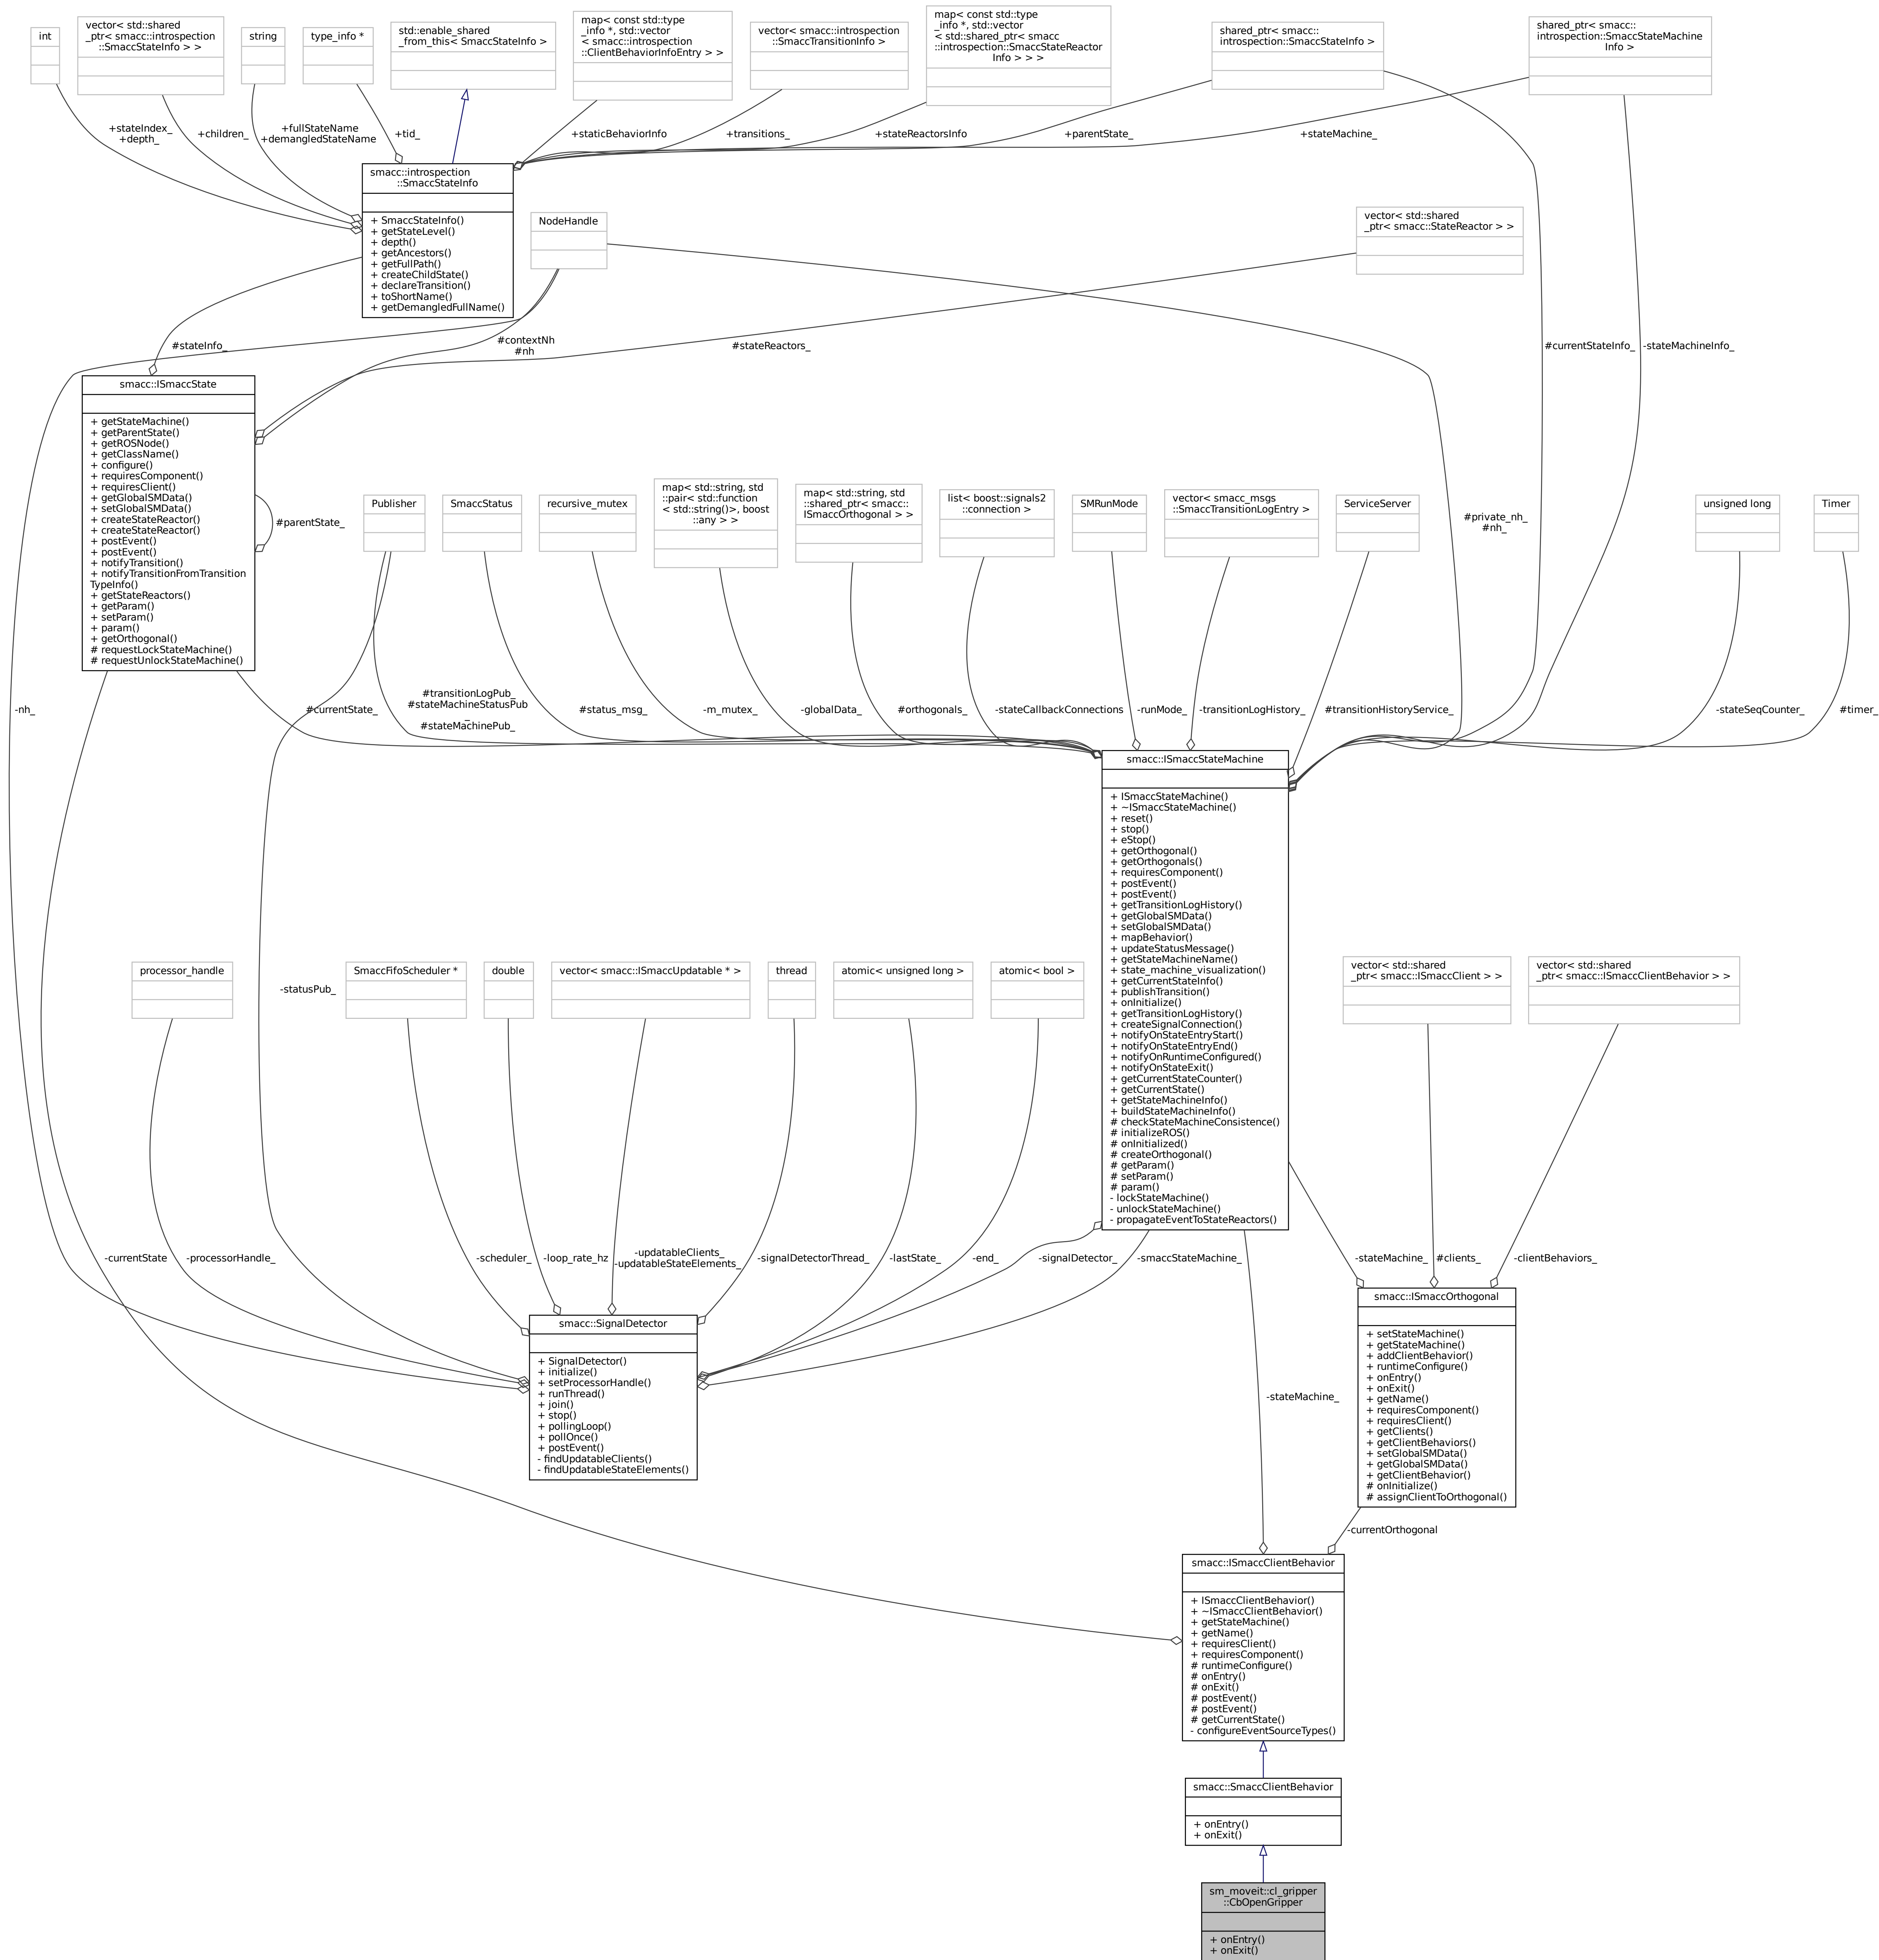 int
vector< std::shared
_ptr< smacc::introspection
::SmaccStateInfo > >
string
type_info *
std::enable_shared
_from_this< SmaccStateInfo >
map< const std::type
_info *, std::vector
< smacc::introspection
::ClientBehaviorInfoEntry > >
vector< smacc::introspection
::SmaccTransitionInfo >
map< const std::type
_info *, std::vector
< std::shared_ptr< smacc
::introspection::SmaccStateReactor
Info > > >
shared_ptr< smacc::
introspection::SmaccStateInfo >
shared_ptr< smacc::
introspection::SmaccStateMachine
Info >
+stateIndex_
+depth_
+children_
+fullStateName
+demangledStateName
+tid_
+staticBehaviorInfo
+transitions_
+stateReactorsInfo
+parentState_
+stateMachine_
smacc::introspection
::SmaccStateInfo
+ SmaccStateInfo()
+ getStateLevel()
+ depth()
+ getAncestors()
+ getFullPath()
+ createChildState()
+ declareTransition()
+ toShortName()
+ getDemangledFullName()
NodeHandle
vector< std::shared
_ptr< smacc::StateReactor > >
#stateInfo_
#contextNh
#nh
#stateReactors_
#currentStateInfo_
-stateMachineInfo_
smacc::ISmaccState
+ getStateMachine()
+ getParentState()
+ getROSNode()
+ getClassName()
+ configure()
+ requiresComponent()
+ requiresClient()
+ getGlobalSMData()
+ setGlobalSMData()
+ createStateReactor()
+ createStateReactor()
+ postEvent()
+ postEvent()
+ notifyTransition()
+ notifyTransitionFromTransition
TypeInfo()
+ getStateReactors()
+ getParam()
+ setParam()
+ param()
+ getOrthogonal()
# requestLockStateMachine()
# requestUnlockStateMachine()
#parentState_
Publisher
SmaccStatus
recursive_mutex
map< std::string, std
::pair< std::function
< std::string()>, boost
::any > >
map< std::string, std
::shared_ptr< smacc::
ISmaccOrthogonal > >
list< boost::signals2
::connection >
SMRunMode
vector< smacc_msgs
::SmaccTransitionLogEntry >
ServiceServer
#private_nh_
#nh_
unsigned long
Timer
-nh_
#currentState_
#transitionLogPub_
#stateMachineStatusPub
_
#stateMachinePub_
#status_msg_
-m_mutex_
-globalData_
#orthogonals_
-stateCallbackConnections
-runMode_
-transitionLogHistory_
#transitionHistoryService_
-stateSeqCounter_
#timer_
smacc::ISmaccStateMachine
+ ISmaccStateMachine()
+ ~ISmaccStateMachine()
+ reset()
+ stop()
+ eStop()
+ getOrthogonal()
+ getOrthogonals()
+ requiresComponent()
+ postEvent()
+ postEvent()
+ getTransitionLogHistory()
+ getGlobalSMData()
+ setGlobalSMData()
+ mapBehavior()
+ updateStatusMessage()
+ getStateMachineName()
+ state_machine_visualization()
+ getCurrentStateInfo()
+ publishTransition()
+ onInitialize()
+ getTransitionLogHistory()
+ createSignalConnection()
+ notifyOnStateEntryStart()
+ notifyOnStateEntryEnd()
+ notifyOnRuntimeConfigured()
+ notifyOnStateExit()
+ getCurrentStateCounter()
+ getCurrentState()
+ getStateMachineInfo()
+ buildStateMachineInfo()
# checkStateMachineConsistence()
# initializeROS()
# onInitialized()
# createOrthogonal()
# getParam()
# setParam()
# param()
- lockStateMachine()
- unlockStateMachine()
- propagateEventToStateReactors()
processor_handle
-statusPub_
SmaccFifoScheduler *
double
vector< smacc::ISmaccUpdatable * >
thread
atomic< unsigned long >
atomic< bool >
vector< std::shared
_ptr< smacc::ISmaccClient > >
vector< std::shared
_ptr< smacc::ISmaccClientBehavior > >
-currentState
-processorHandle_
-scheduler_
-loop_rate_hz
-updatableClients_
-updatableStateElements_
-signalDetectorThread_
-lastState_
-end_
-signalDetector_
-smaccStateMachine_
-stateMachine_
#clients_
-clientBehaviors_
smacc::SignalDetector
+ SignalDetector()
+ initialize()
+ setProcessorHandle()
+ runThread()
+ join()
+ stop()
+ pollingLoop()
+ pollOnce()
+ postEvent()
- findUpdatableClients()
- findUpdatableStateElements()
-stateMachine_
smacc::ISmaccOrthogonal
+ setStateMachine()
+ getStateMachine()
+ addClientBehavior()
+ runtimeConfigure()
+ onEntry()
+ onExit()
+ getName()
+ requiresComponent()
+ requiresClient()
+ getClients()
+ getClientBehaviors()
+ setGlobalSMData()
+ getGlobalSMData()
+ getClientBehavior()
# onInitialize()
# assignClientToOrthogonal()
-currentOrthogonal
smacc::ISmaccClientBehavior
+ ISmaccClientBehavior()
+ ~ISmaccClientBehavior()
+ getStateMachine()
+ getName()
+ requiresClient()
+ requiresComponent()
# runtimeConfigure()
# onEntry()
# onExit()
# postEvent()
# postEvent()
# getCurrentState()
- configureEventSourceTypes()
smacc::SmaccClientBehavior
+ onEntry()
+ onExit()
sm_moveit::cl_gripper
::CbOpenGripper
+ onEntry()
+ onExit()